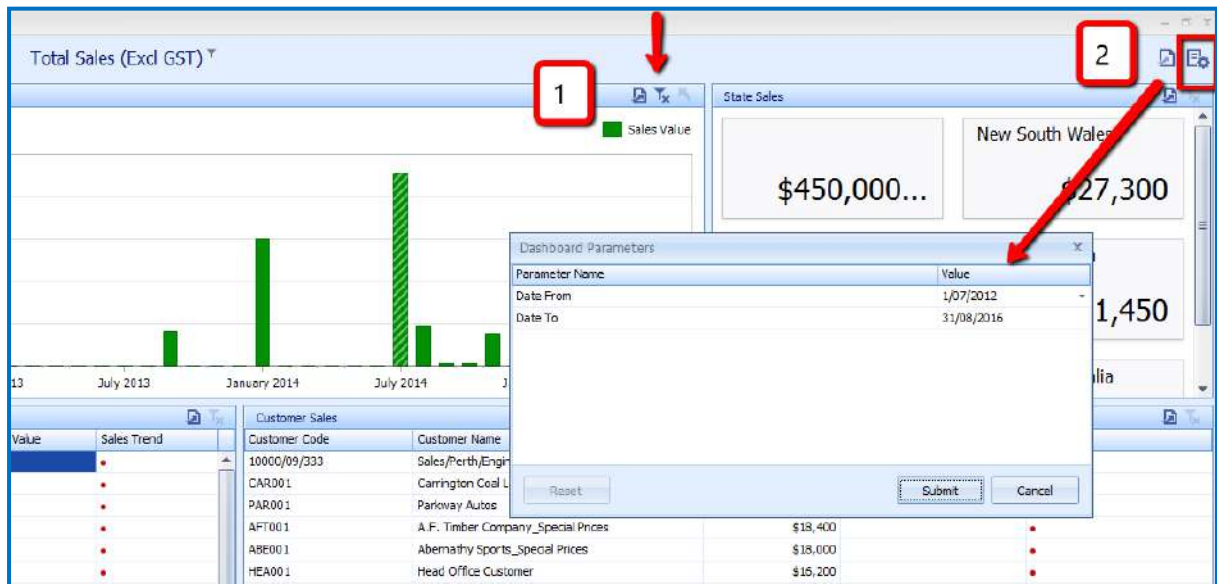 Total Sales (Excl GST)
1
2
Sales Value
State Sales
New South Wales
$450,000...
$27,300
1,450
lia
13
July 2013
January 2014
July 2014
J
Dashboard Parameters
x
Parameter Name
Value
Date From
1/07/2012
Date To
31/08/2016
Reset
Submit
Cancel
Value
Sales Trend
Customer Sales
Customer Code
Customer Name
10000/09/333
Sales/Perth/Engin
CAR001
Carrington Coal L
PAR001
Parkway Autos
AFT001
A.F. Timber Company_Special Prices
$18,400
ABE001
Abernathy Sports_Special Prices
$18,000
HEA001
Head Office Customer
$16,200